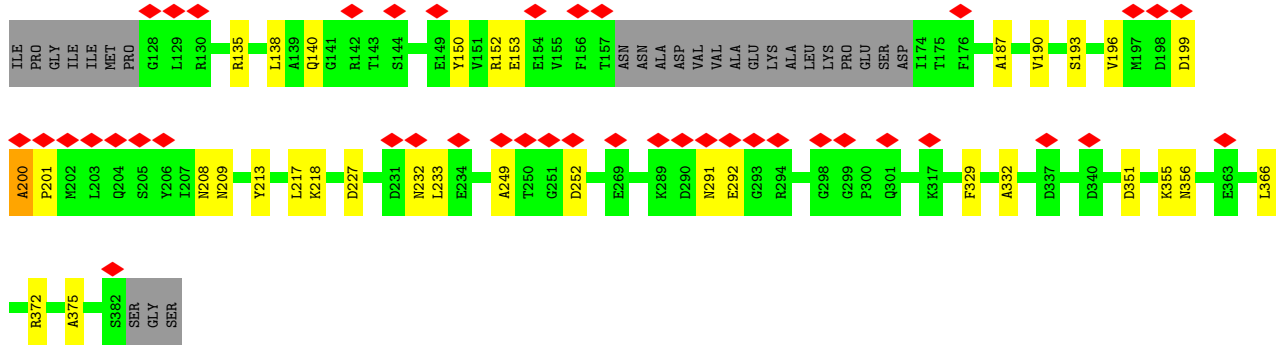 ILE PRO GLY ILE ILE MET PRO G128 L129 R130 R135 L138 A139 Q140 G141 R142 T143 S144 E149 Y150 V151 R152 E153 E154 V155 F156 T157 ASN ASN ALA ASP VAL VAL ALA GLU LYS ALA LEU LYS PRO GLU SER ASP I174 T175 F176 A187 V190 S193 V196 M197 D198 D199
A200 P201 M202 L203 Q204 S205 Y206 I207 N208 N209 Y213 L217 K218 D227 D231 N232 L233 E234 A249 T250 G251 D252 E269 K289 D290 N291 E292 G293 R294 G298 G299 P300 Q301 K317 F329 A332 D337 D340 D351 K355 N356 E363 L366
R372 A375 S382 SER GLY SER